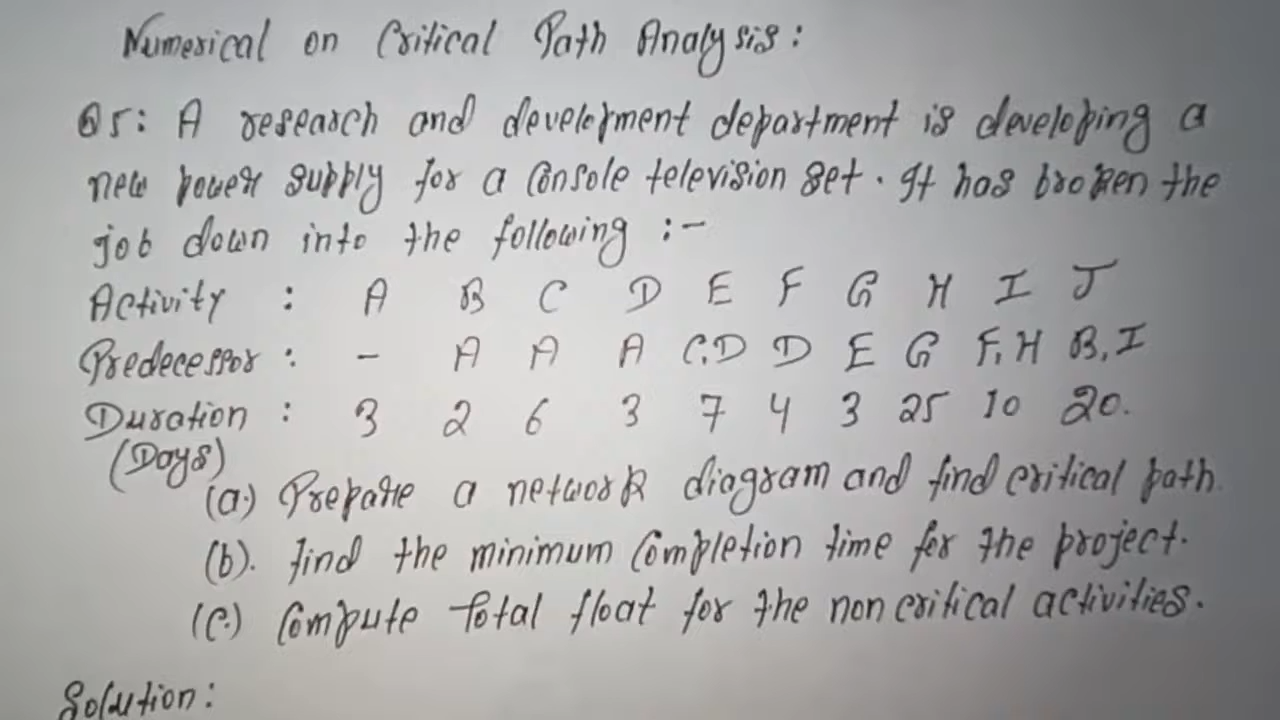 Numerical on Critical Path Analysis:
Q5: A research and development department is developing a
new power supply for a Console television set. It has broken the
job down into the following :-
Activity : A B C D E F G H I J
Predecessor : - A A A C,D D E G F,H B,I
Duration : 3 2 6 3 7 4 3 25 10 20.
(Days)
(a.) Prepare a network diagram and find critical path.
(b). find the minimum Completion time for the project.
(c.) Compute Total float for the non critical activities.
Solution: